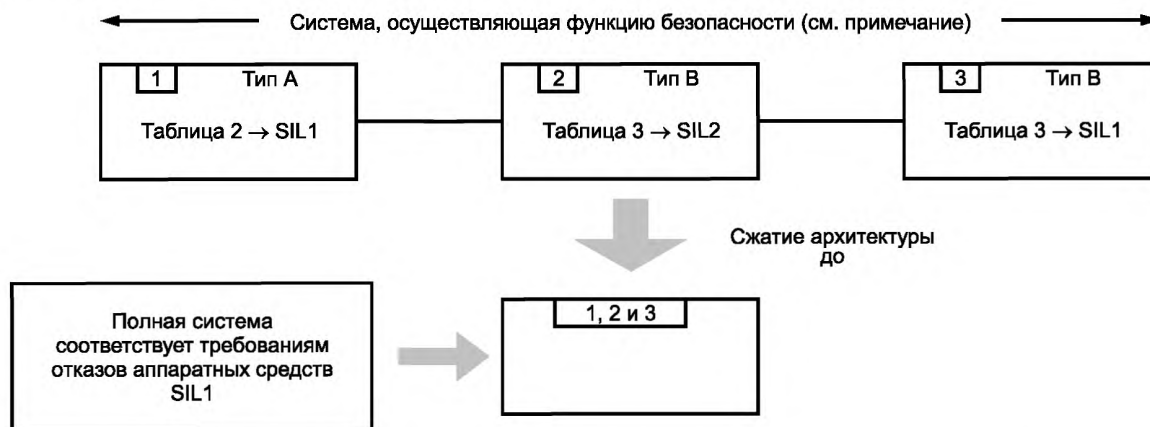 Система, осуществляющая функцию безопасности (см. примечание)
1 Тип А
Таблица 2 → SIL1
2 Тип В
Таблица 3 → SIL2
3 Тип В
Таблица 3 → SIL1
Сжатие архитектуры
до
Полная система
соответствует требованиям
отказов аппаратных средств
SIL1
1, 2 и 3